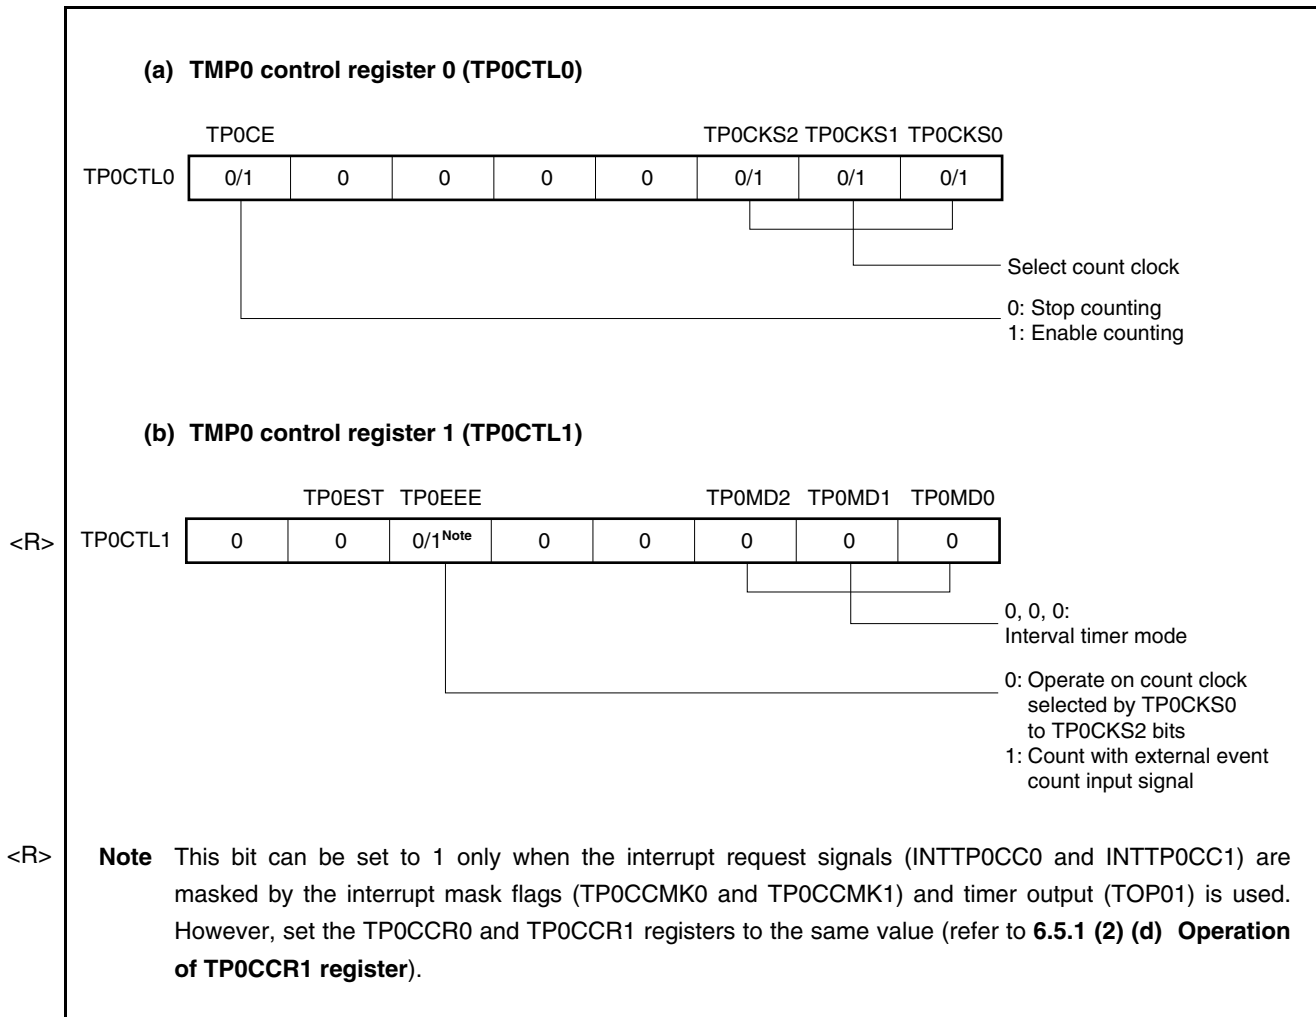 (a) TMP0 control register 0 (TP0CTL0)
TP0CE TP0CKS2 TP0CKS1 TP0CKS0
TP0CTL0 0/1 0 0 0 0 0/1 0/1 0/1
Select count clock
0: Stop counting
1: Enable counting
(b) TMP0 control register 1 (TP0CTL1)
TP0EST TP0EEE TP0MD2 TP0MD1 TP0MD0
<R> TP0CTL1 0 0 0/1Note 0 0 0 0 0
0, 0, 0:
Interval timer mode
0: Operate on count clock
selected by TP0CKS0
to TP0CKS2 bits
1: Count with external event
count input signal
<R> Note This bit can be set to 1 only when the interrupt request signals (INTTP0CC0 and INTTP0CC1) are
masked by the interrupt mask flags (TP0CCMK0 and TP0CCMK1) and timer output (TOP01) is used.
However, set the TP0CCR0 and TP0CCR1 registers to the same value (refer to 6.5.1 (2) (d) Operation
of TP0CCR1 register).